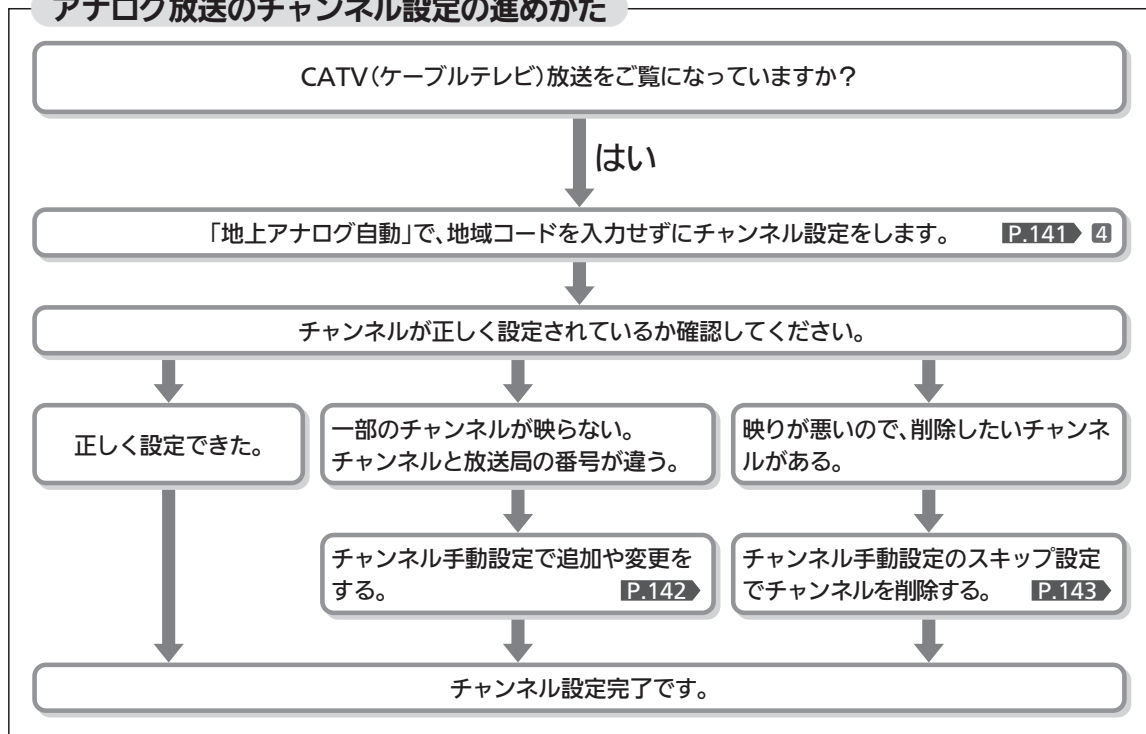 アナログ放送のチャンネル設定の進めかた
CATV(ケーブルテレビ)放送をご覧になっていますか?
はい
「地上アナログ自動」で、地域コードを入力せずにチャンネル設定をします。 P.141 4
チャンネルが正しく設定されているか確認してください。
正しく設定できた。
一部のチャンネルが映らない。
チャンネルと放送局の番号が違う。
映りが悪いので、削除したいチャンネ
ルがある。
チャンネル手動設定で追加や変更を
する。 P.142
チャンネル手動設定のスキップ設定
でチャンネルを削除する。 P.143
チャンネル設定完了です。